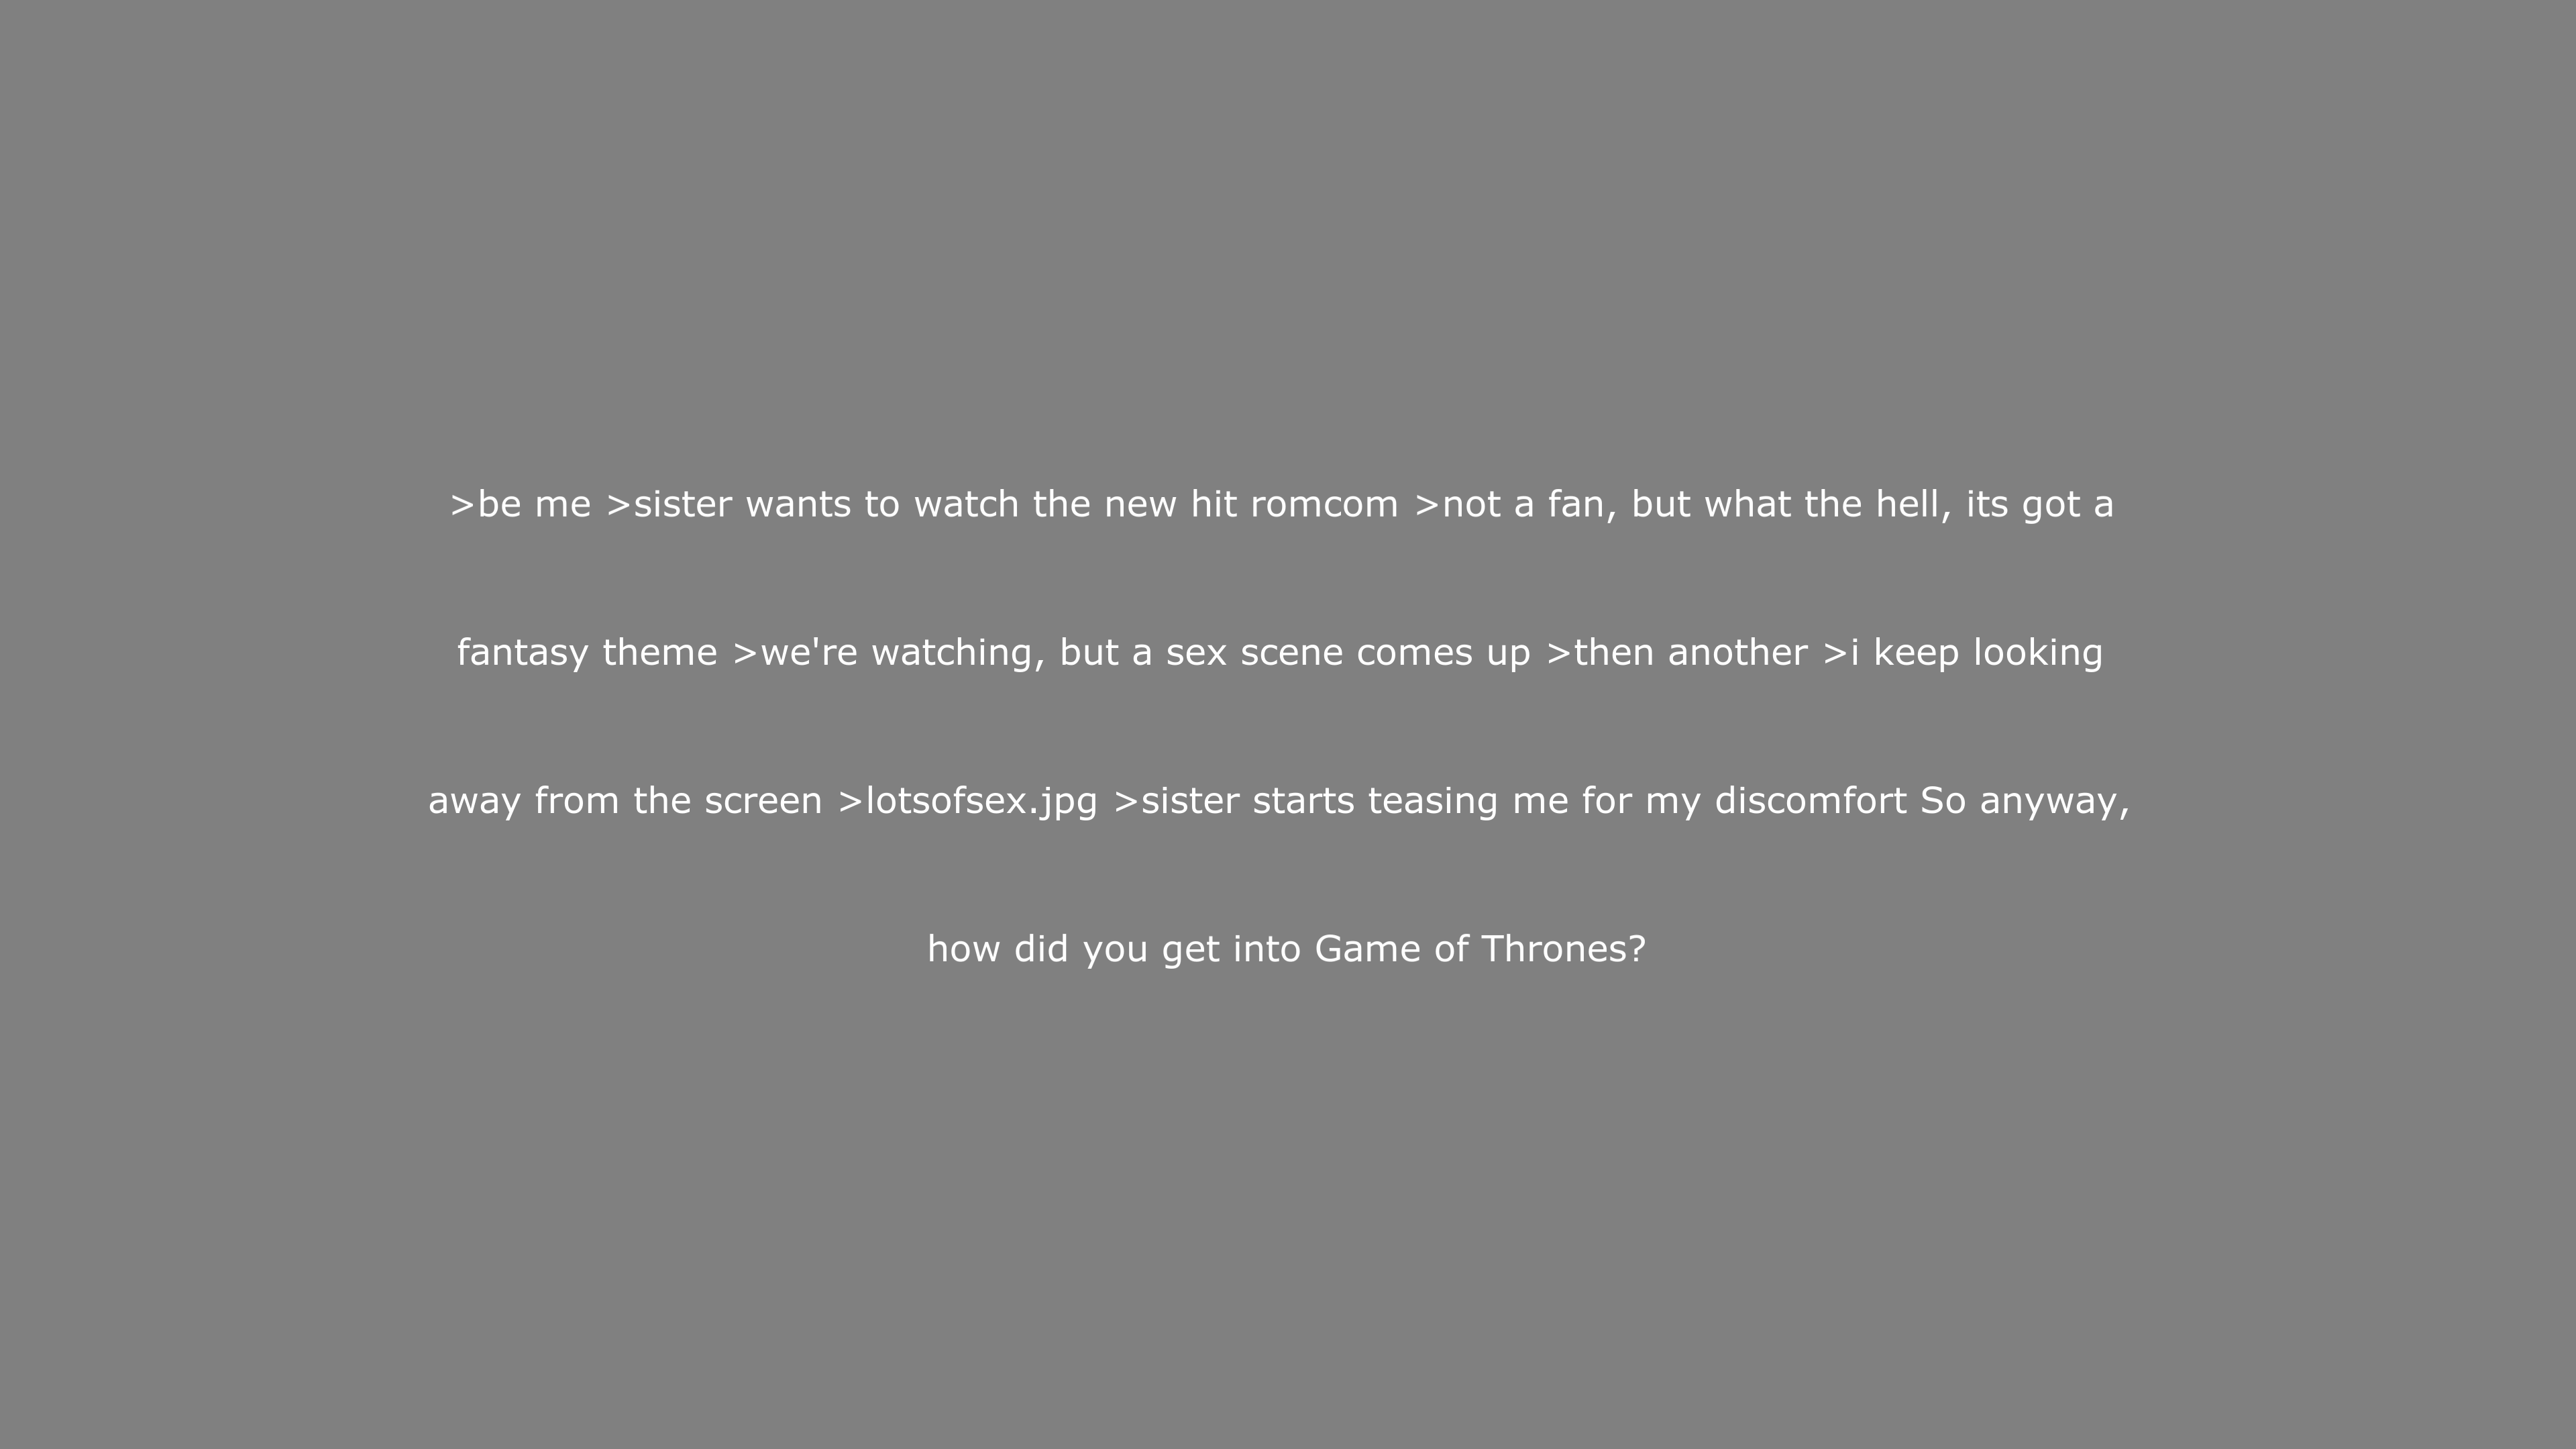 >be me >sister wants to watch the new hit romcom >not a fan, but what the hell, its got a
fantasy theme >we're watching, but a sex scene comes up >then another >i keep looking
away from the screen >lotsofsex.jpg >sister starts teasing me for my discomfort So anyway,
how did you get into Game of Thrones?